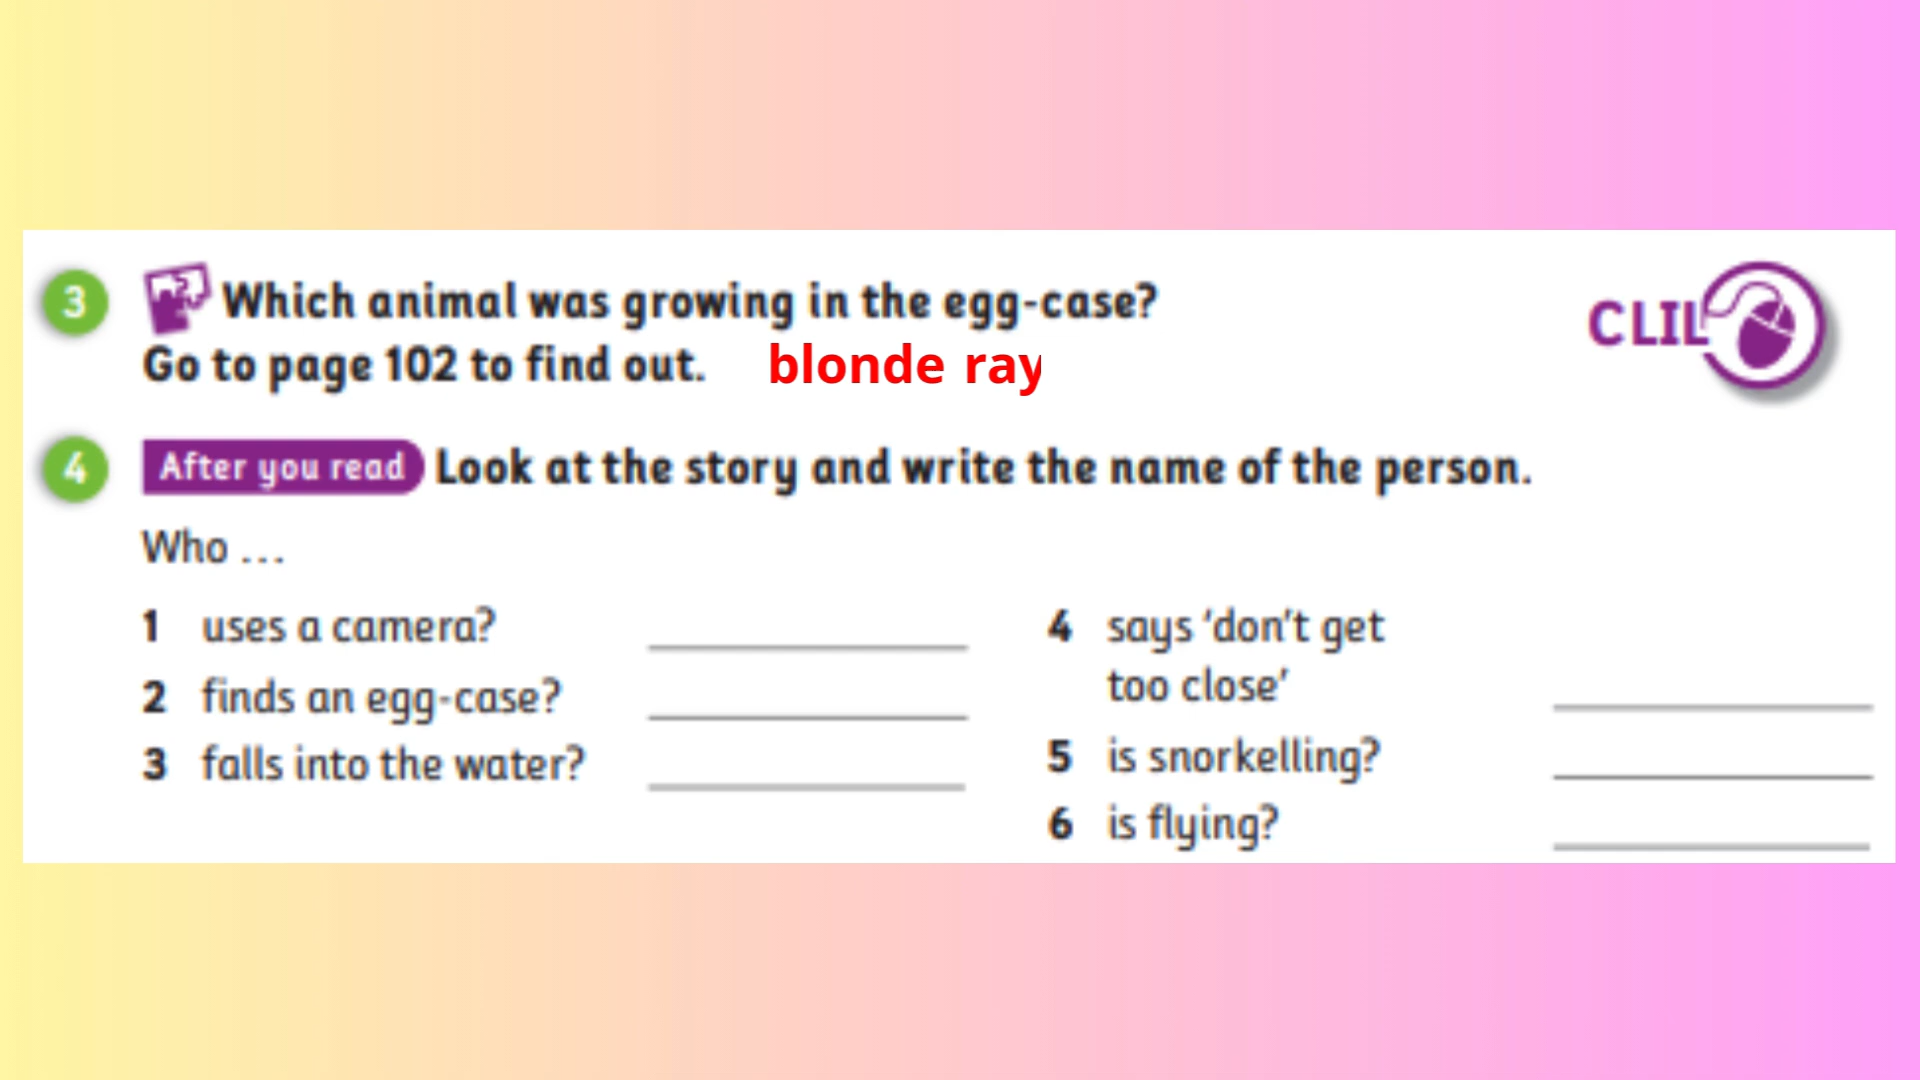 3 Which animal was growing in the egg-case?
Go to page 102 to find out. blonde ray
CLIL
4 After you read Look at the story and write the name of the person.
Who ...
1 uses a camera?
2 finds an egg-case?
3 falls into the water?
4 says ‘don’t get
too close’
5 is snorkelling?
6 is flying?